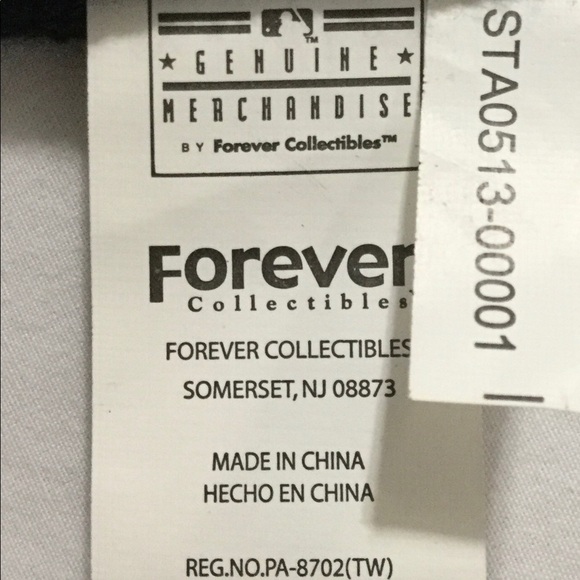 TM
GENUINE
MERCHANDISE
BY Forever Collectibles™
Forever
Collectibles
FOREVER COLLECTIBLES
SOMERSET, NJ 08873
MADE IN CHINA
HECHO EN CHINA
REG.NO.PA-8702(TW)
STA0513-00001